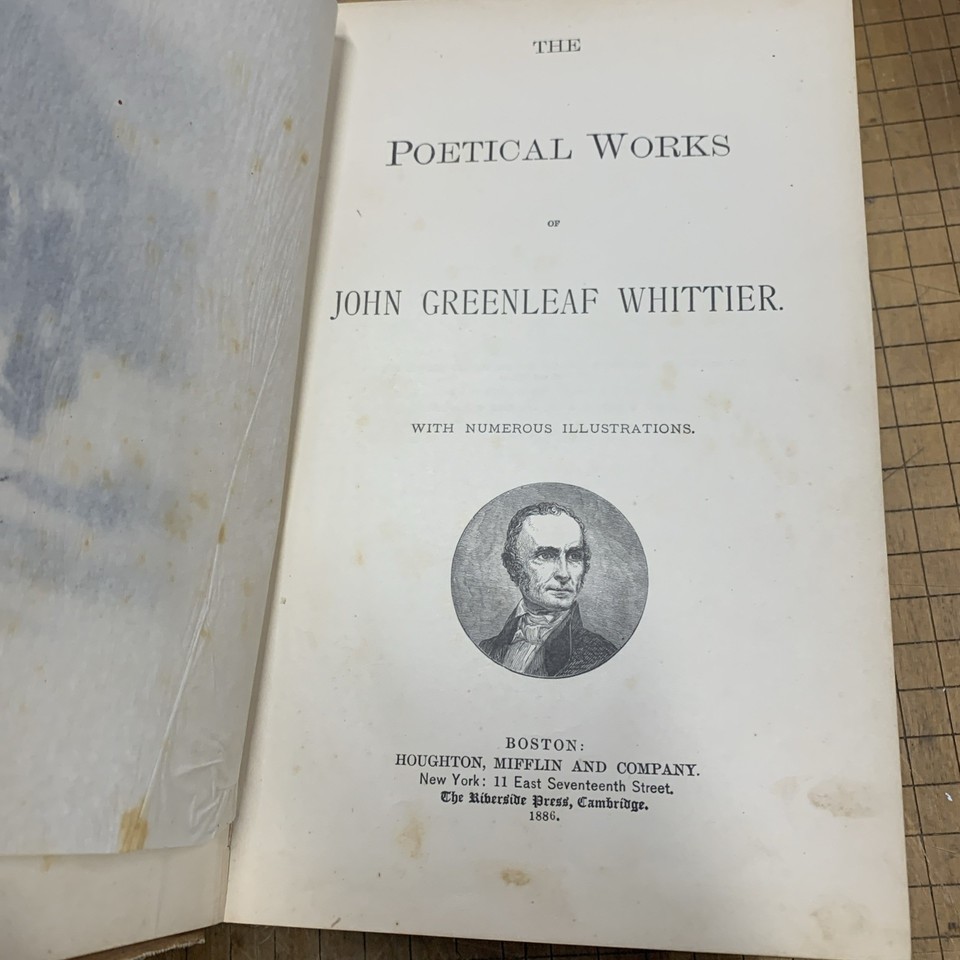 THE
POETICAL WORKS
OF
JOHN GREENLEAF WHITTIER.
WITH NUMEROUS ILLUSTRATIONS.
BOSTON:
HOUGHTON, MIFFLIN AND COMPANY.
New York: 11 East Seventeenth Street.
The Riverside Press, Cambridge.
1886.